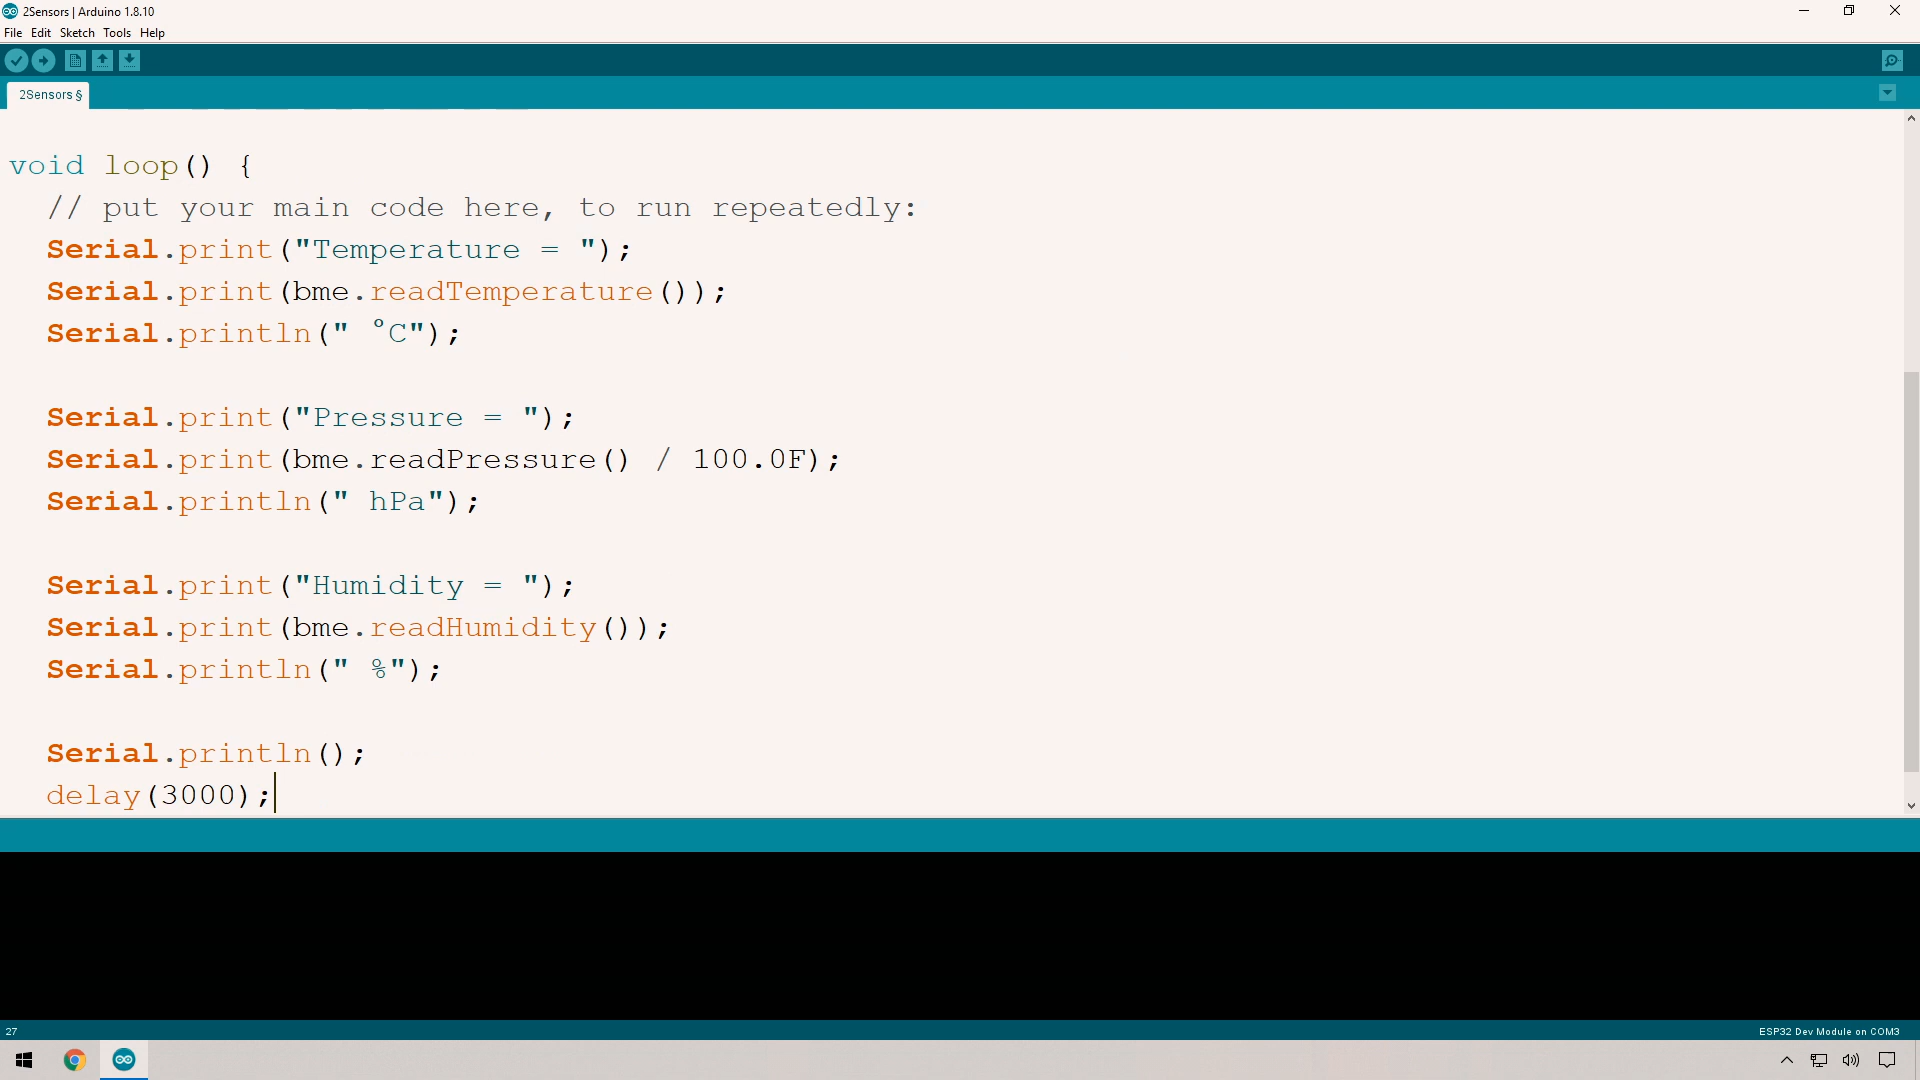 2Sensors | Arduino 1.8.10
File Edit Sketch Tools Help
2Sensors §
void loop() {
// put your main code here, to run repeatedly:
Serial.print("Temperature = ");
Serial.print(bme.readTemperature());
Serial.println(" °C");
Serial.print("Pressure = ");
Serial.print(bme.readPressure() / 100.0F);
Serial.println(" hPa");
Serial.print("Humidity = ");
Serial.print(bme.readHumidity());
Serial.println(" %");
Serial.println();
delay(3000);
27
ESP32 Dev Module on COM3